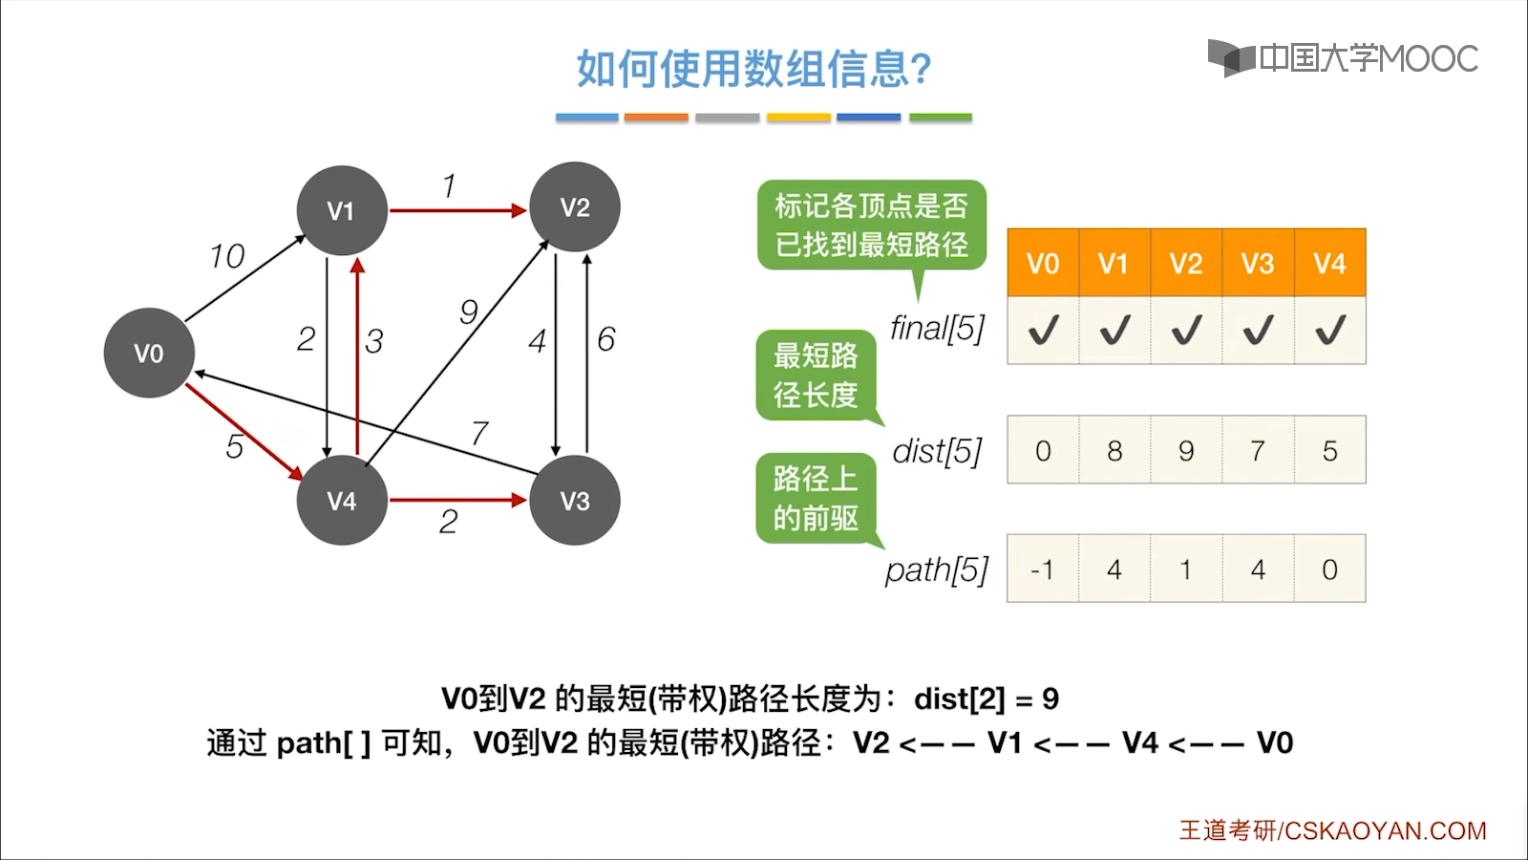 如何使用数组信息?
中国大学MOOC
V1
1
V2
10
V0
2
3
9
4
6
5
7
V4
2
V3
标记各顶点是否
已找到最短路径
V0 V1 V2 V3 V4
final[5] ✓ ✓ ✓ ✓ ✓
最短路
径长度
dist[5] 0 8 9 7 5
路径上
的前驱
path[5] -1 4 1 4 0
V0到V2 的最短(带权)路径长度为：dist[2] = 9
通过 path[ ] 可知，V0到V2 的最短(带权)路径：V2 <—— V1 <—— V4 <—— V0
王道考研/CSKAOYAN.COM